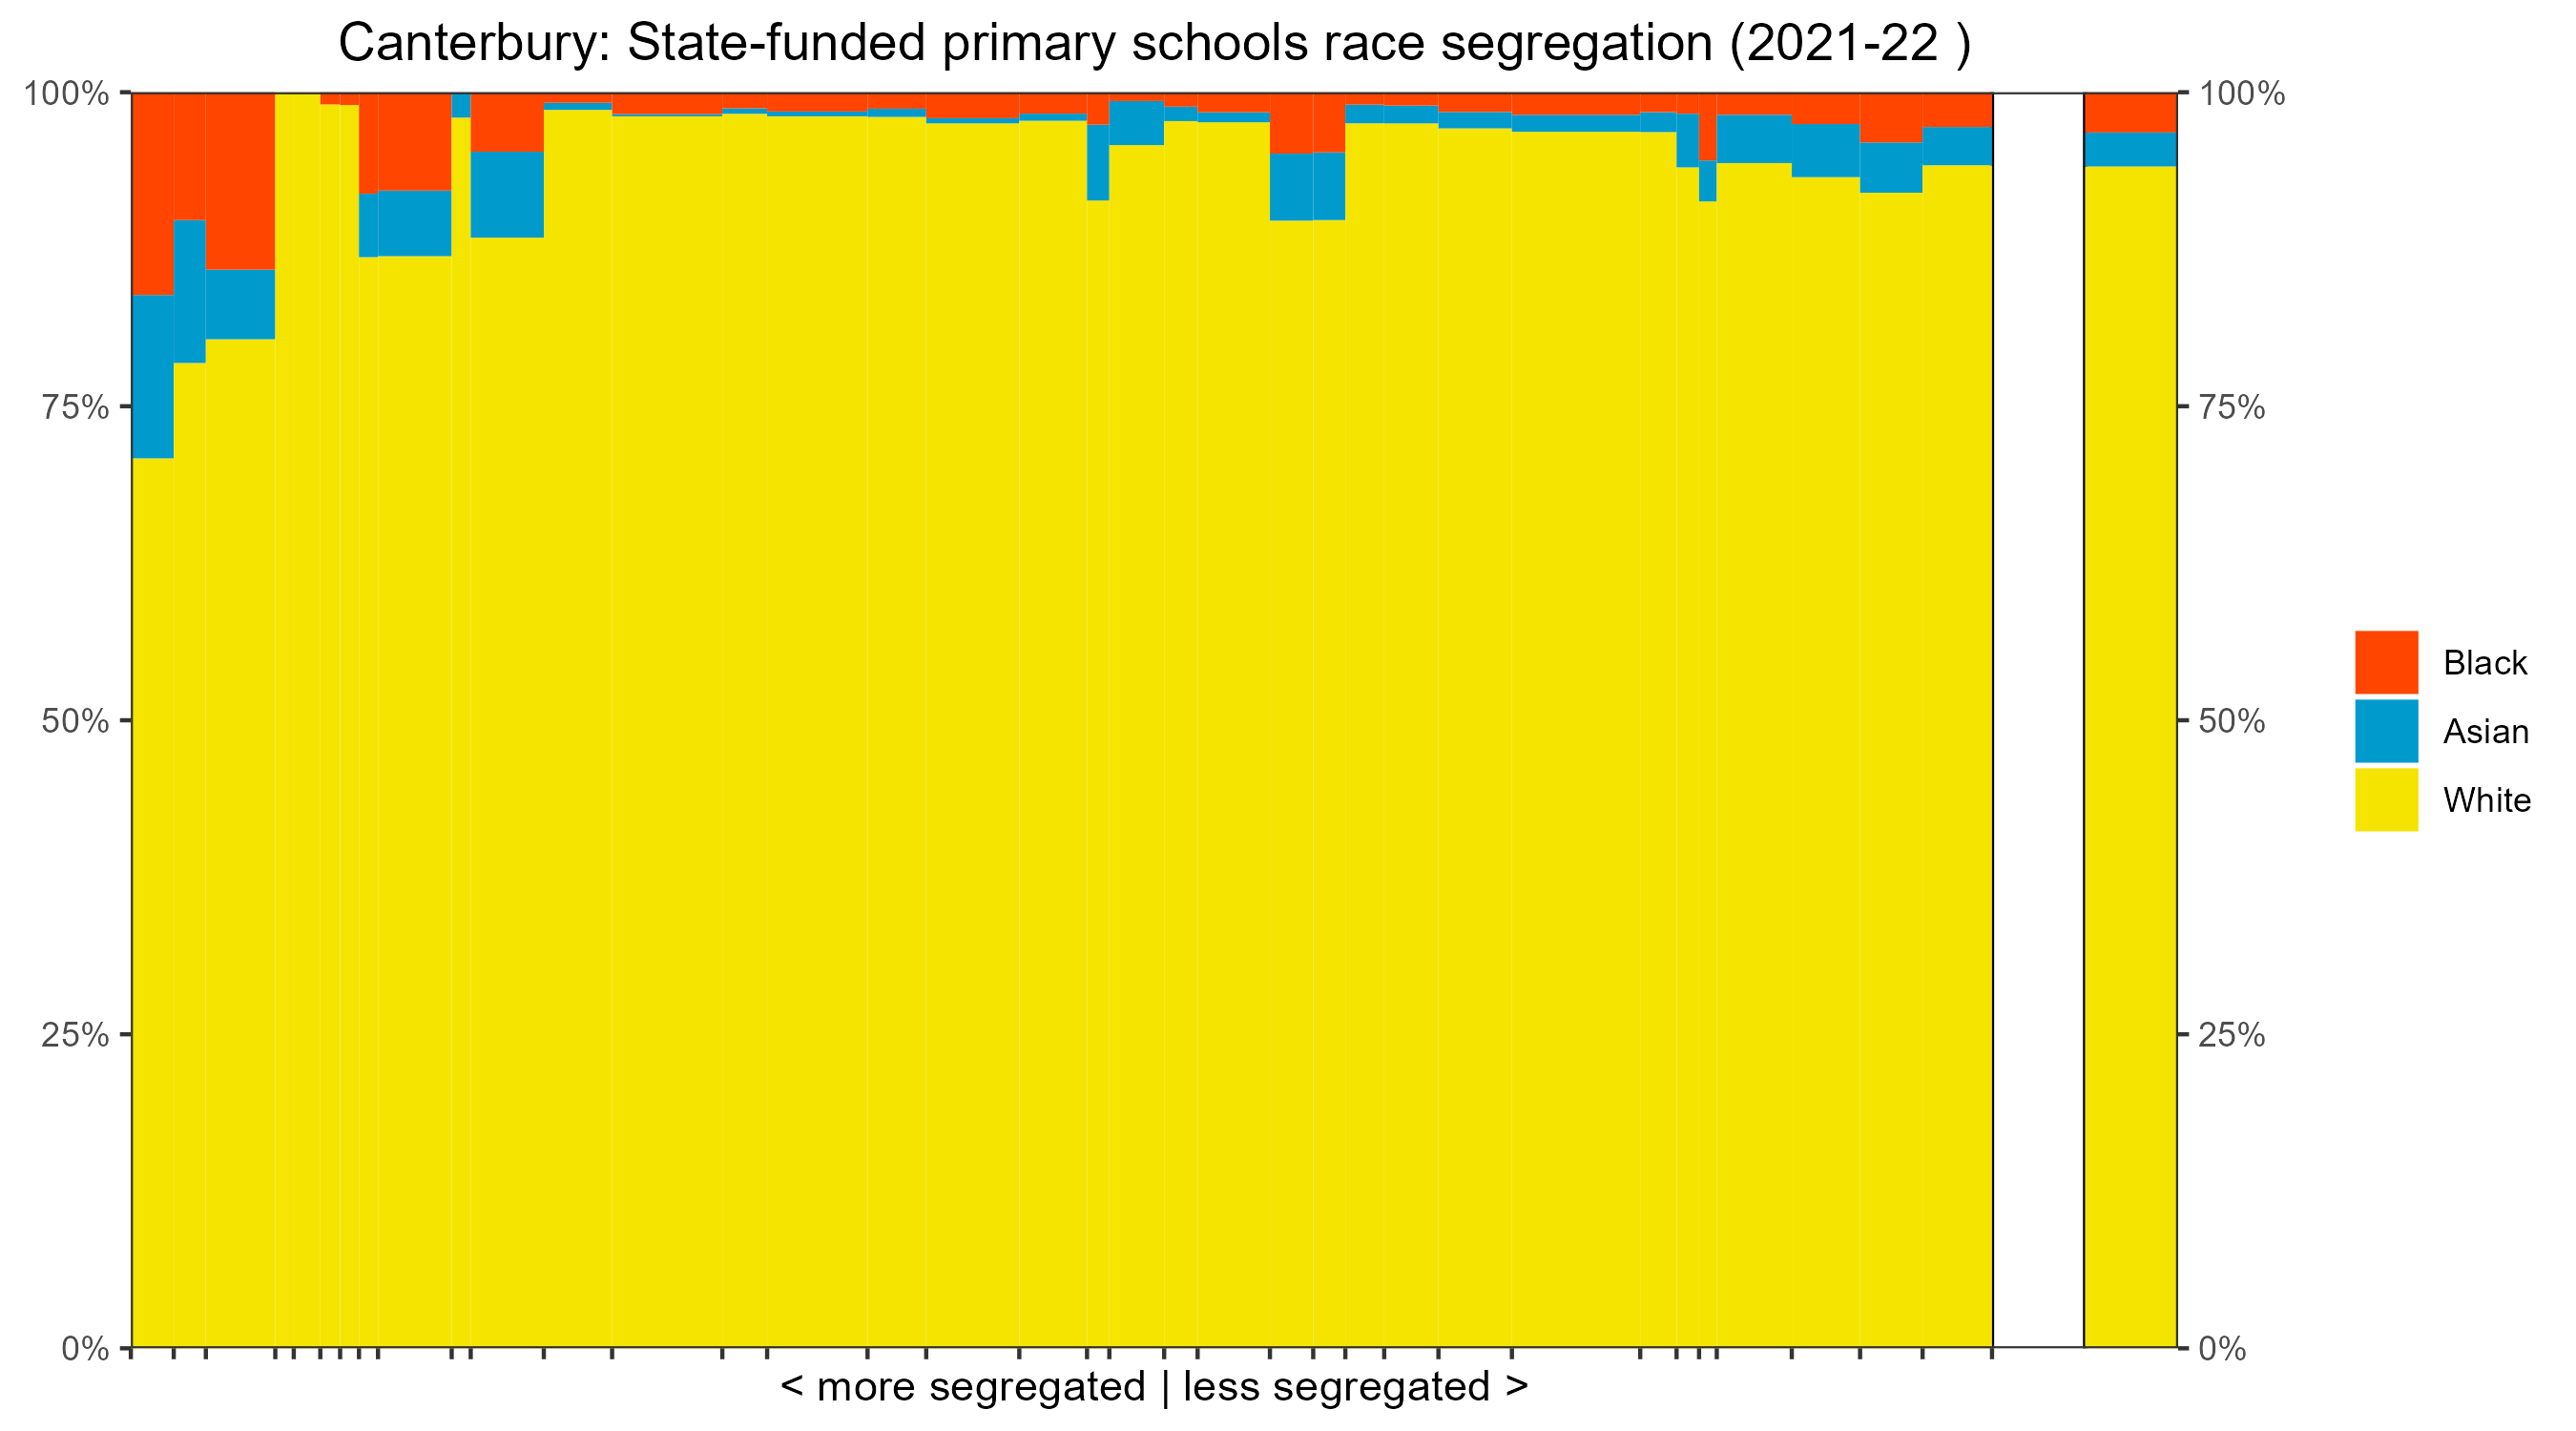 Canterbury: State-funded primary schools race segregation (2021-22 )
100%
75%
50%
25%
0%
100%
75%
50%
25%
0%
Black
Asian
White
< more segregated | less segregated >